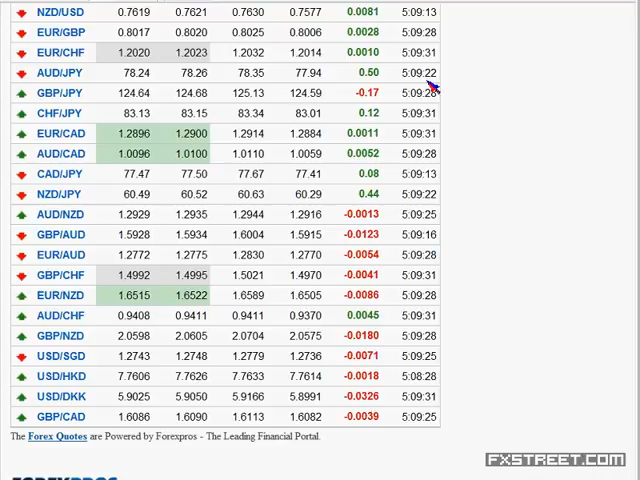 NZD/USD 0.7619 0.7621 0.7630 0.7577 0.0081 5:09:13
EUR/GBP 0.8017 0.8020 0.8025 0.8006 0.0028 5:09:28
EUR/CHF 1.2020 1.2023 1.2032 1.2014 0.0010 5:09:31
AUD/JPY 78.24 78.26 78.35 77.94 0.50 5:09:22
GBP/JPY 124.64 124.68 125.13 124.59 -0.17 5:09:28
CHF/JPY 83.13 83.15 83.34 83.01 0.12 5:09:31
EUR/CAD 1.2896 1.2900 1.2914 1.2884 0.0011 5:09:31
AUD/CAD 1.0096 1.0100 1.0110 1.0059 0.0052 5:09:28
CAD/JPY 77.47 77.50 77.67 77.41 0.08 5:09:13
NZD/JPY 60.49 60.52 60.63 60.29 0.44 5:09:22
AUD/NZD 1.2929 1.2935 1.2944 1.2916 -0.0013 5:09:25
GBP/AUD 1.5928 1.5934 1.6004 1.5915 -0.0123 5:09:16
EUR/AUD 1.2772 1.2775 1.2830 1.2770 -0.0054 5:09:28
GBP/CHF 1.4992 1.4995 1.5021 1.4970 -0.0041 5:09:31
EUR/NZD 1.6515 1.6522 1.6589 1.6505 -0.0086 5:09:28
AUD/CHF 0.9408 0.9411 0.9411 0.9370 0.0045 5:09:31
GBP/NZD 2.0598 2.0605 2.0704 2.0575 -0.0180 5:09:28
USD/SGD 1.2743 1.2748 1.2779 1.2736 -0.0071 5:09:25
USD/HKD 7.7606 7.7626 7.7633 7.7614 -0.0018 5:08:28
USD/DKK 5.9025 5.9050 5.9166 5.8991 -0.0326 5:09:31
GBP/CAD 1.6086 1.6090 1.6113 1.6082 -0.0039 5:09:25
The Forex Quotes are Powered by Forexpros - The Leading Financial Portal.
FXSTREET.COM
FOREXPROS